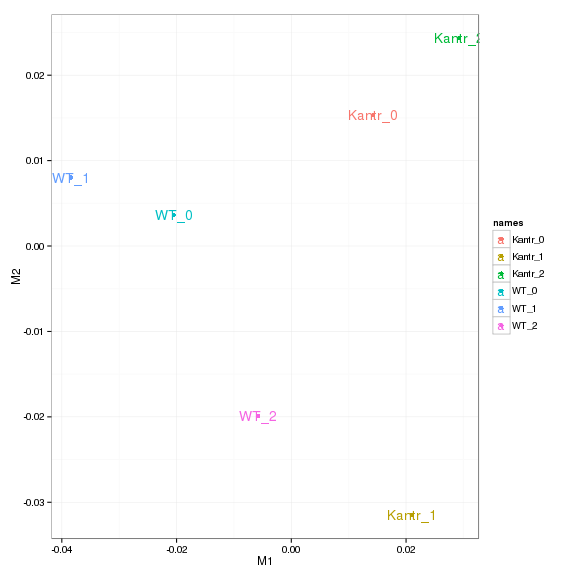 Kantr_2
0.02
Kantr_0
0.01
WT_1
WT_0
0.00
M2
-0.01
WT_2
-0.02
-0.03
Kantr_1
-0.04
-0.02
0.00
0.02
M1
names
Kantr_0
Kantr_1
Kantr_2
WT_0
WT_1
WT_2